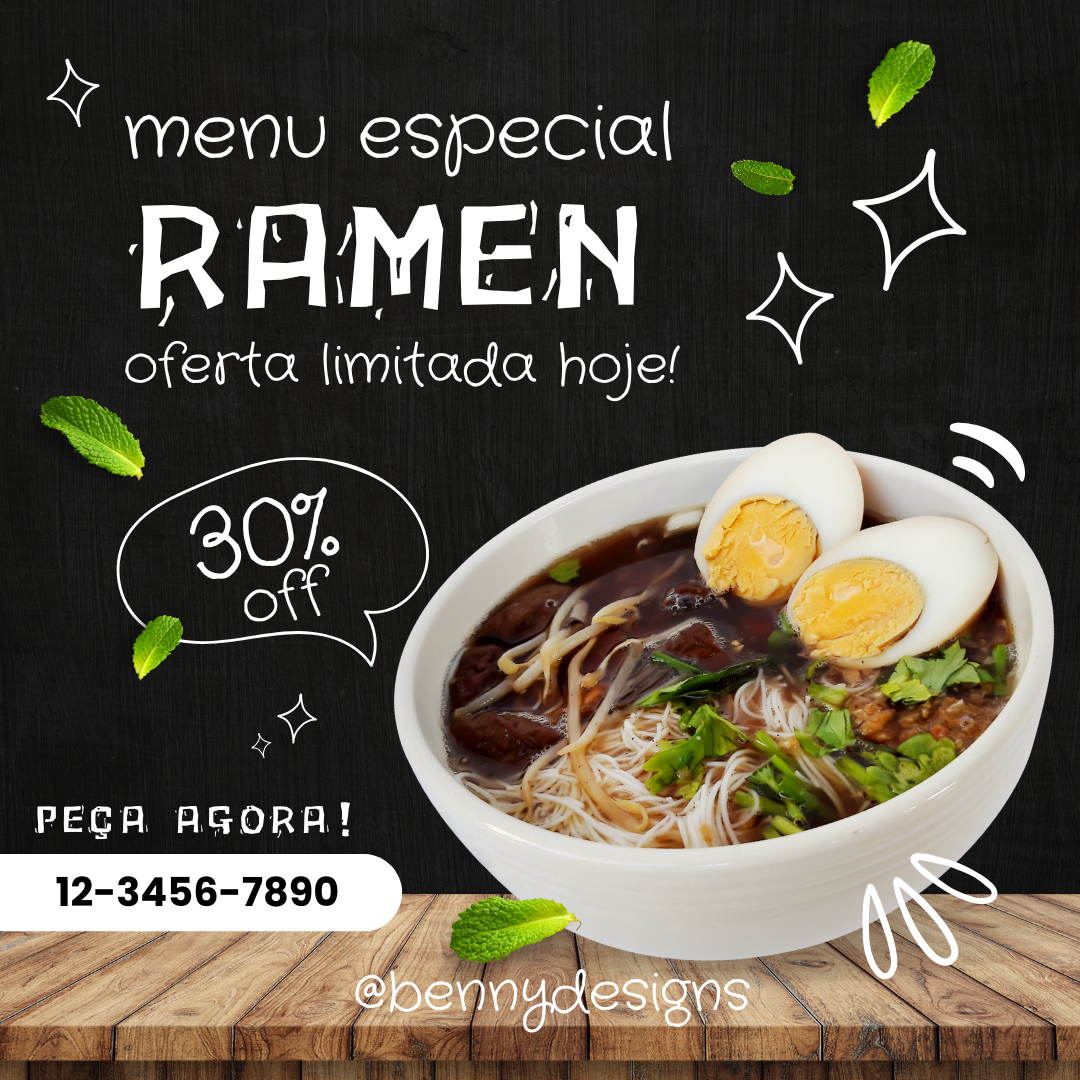 menu especial
RAMEN
oferta limitada hoje!
30%
off
PEÇA AGORA!
12-3456-7890
@bennydesigns